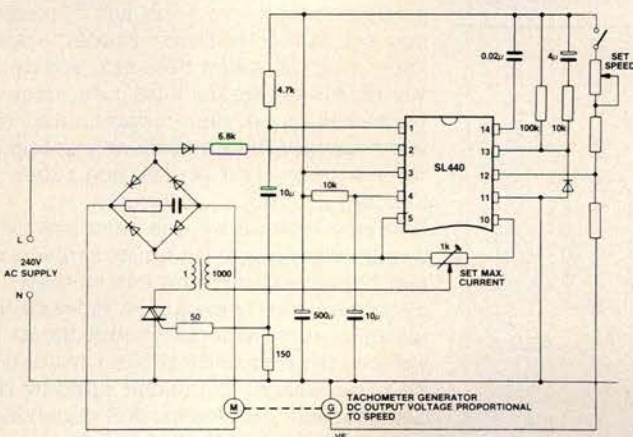 0.02µ
4µ
SET
SPEED
4.7k
6.8k
100k
10k
1
2
3
4
5
SL440
14
13
12
11
10
10µ
10k
1k
SET MAX.
CURRENT
L
240V
AC SUPPLY
N
1
1000
50
150
500µ
10µ
M
G
TACHOMETER GENERATOR
DC OUTPUT VOLTAGE PROPORTIONAL
TO SPEED